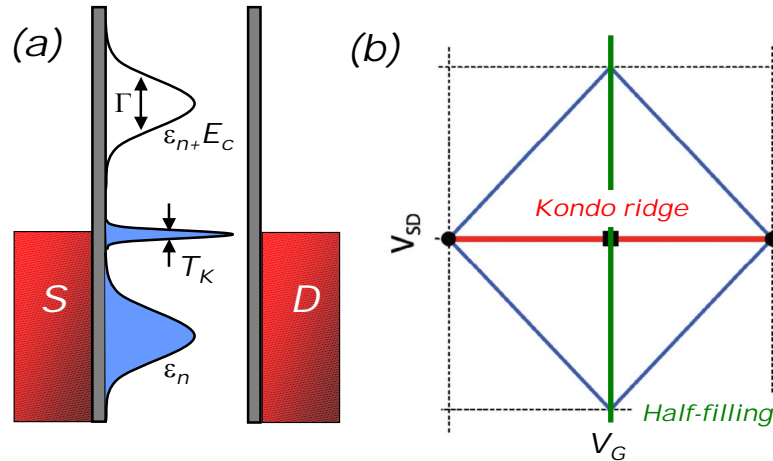 (a)
Γ
εn+Ec
S
TK
D
εn
(b)
Kondo ridge
VSD
Half-filling
VG